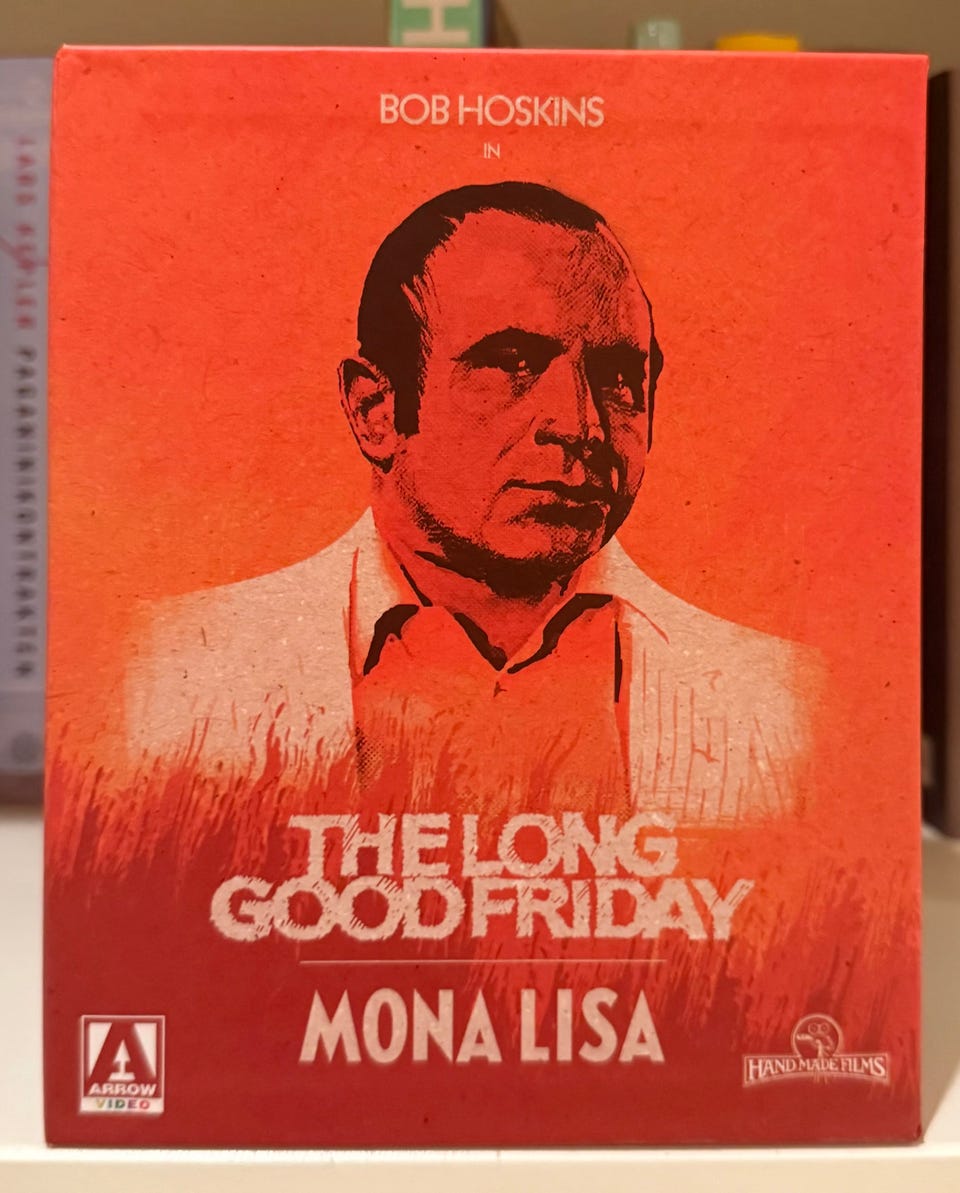 H
BOB HOSKINS
IN
THE LONG
GOOD FRIDAY
MONA LISA
A
ARROW
VIDEO
HAND MADE FILMS